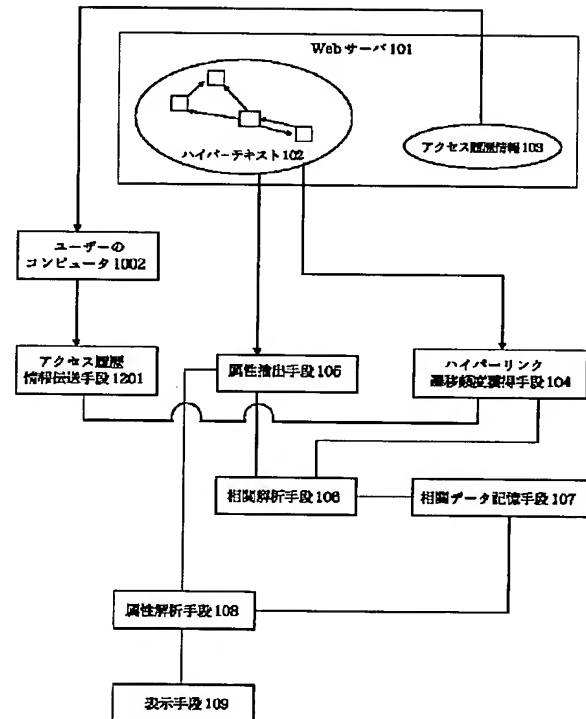 Webサーバ101
ハイパーテキスト102
アクセス履歴情報103
ユーザーの
コンピュータ1002
アクセス履歴
情報伝送手段1201
属性抽出手段105
ハイパーリンク
遷移頻度獲得手段104
相関解析手段106
相関データ記憶手段107
属性解析手段108
表示手段109